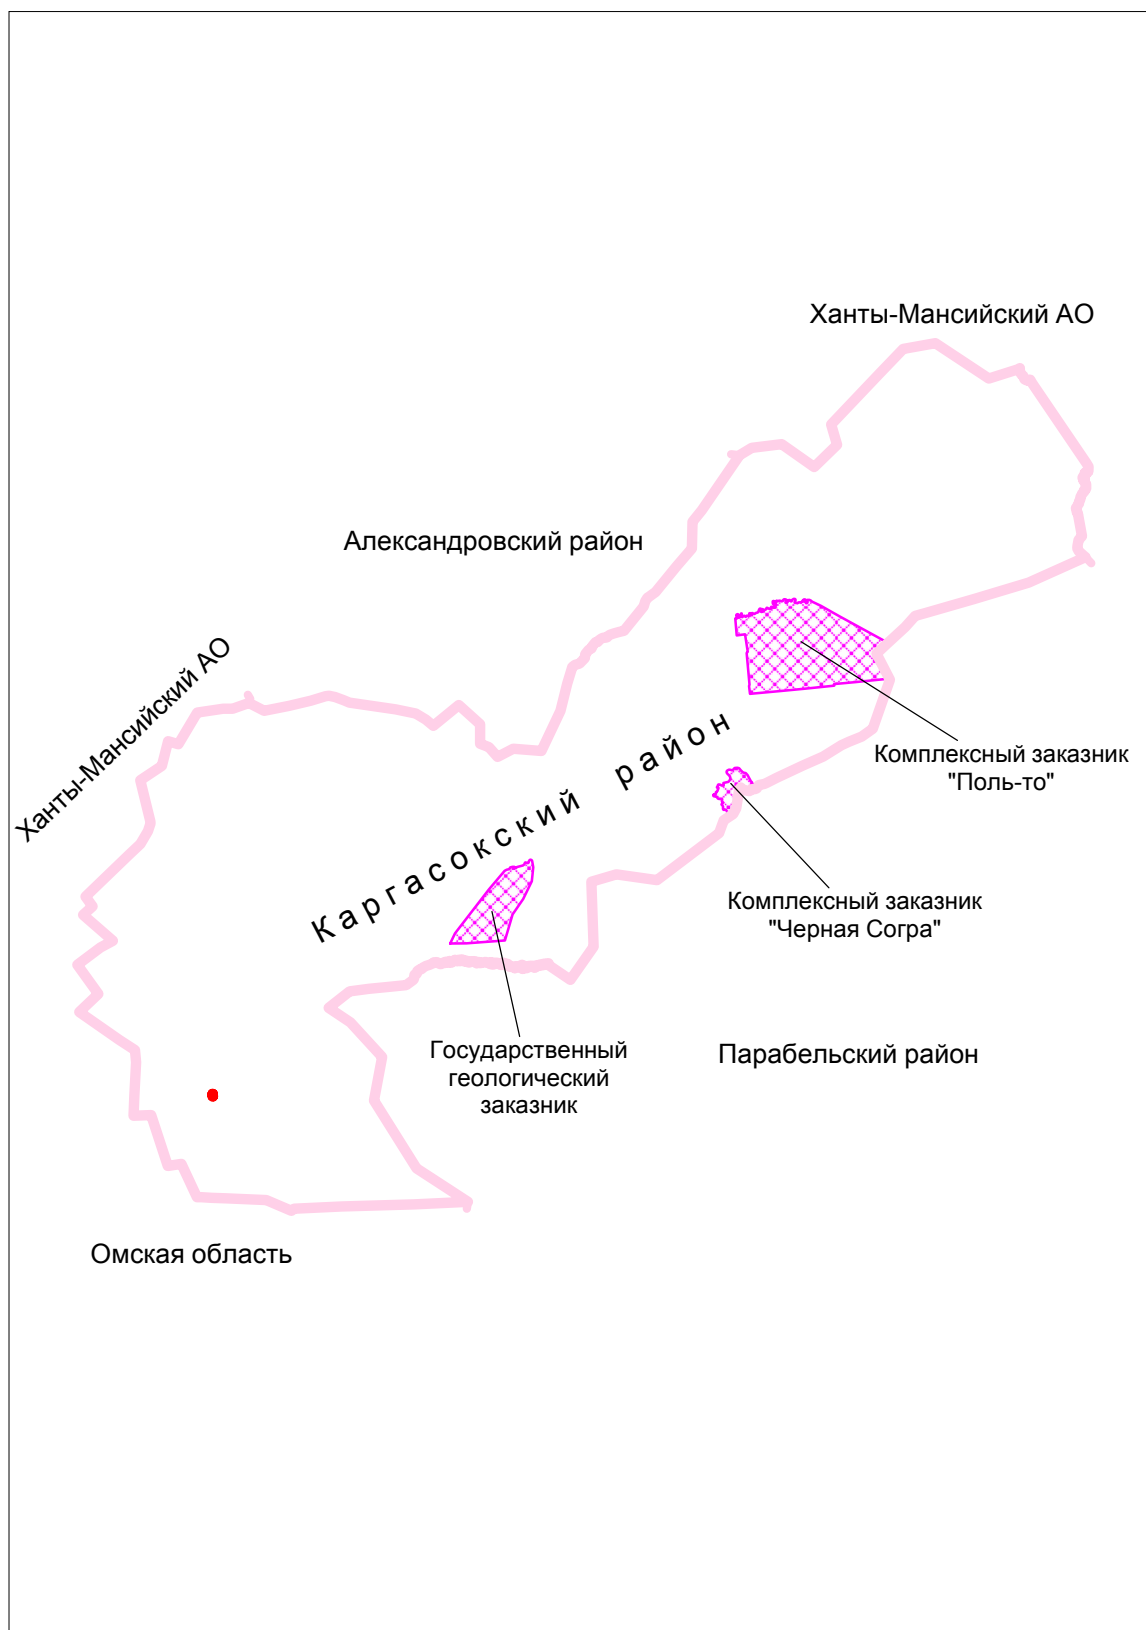 Ханты-Мансийский АО
Александровский район
Ханты-Мансийский АО
Каргасокский район
Комплексный заказник
"Поль-то"
Комплексный заказник
"Черная Согра"
Государственный
геологический
заказник
Парабельский район
Омская область